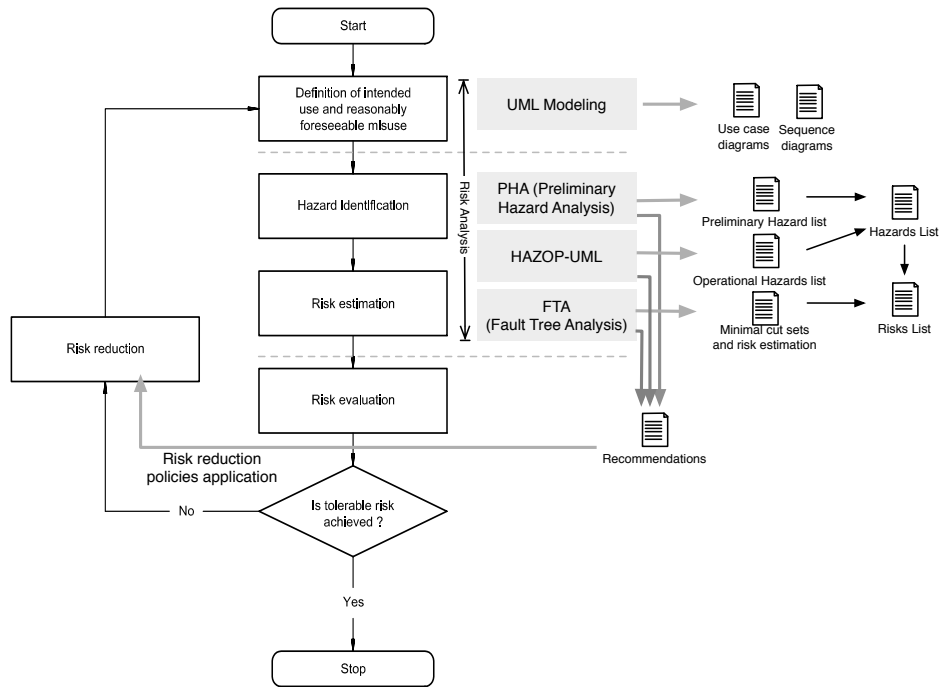 Start
Definition of intended
use and reasonably
foreseeable misuse
Risk Analysis
UML Modeling
Use case
diagrams
Sequence
diagrams
Hazard identification
PHA (Preliminary
Hazard Analysis)
Preliminary Hazard list
Hazards List
HAZOP-UML
Operational Hazards list
Risk estimation
FTA
(Fault Tree Analysis)
Minimal cut sets
and risk estimation
Risks List
Risk reduction
Risk evaluation
Recommendations
Risk reduction
policies application
Is tolerable risk
achieved ?
No
Yes
Stop